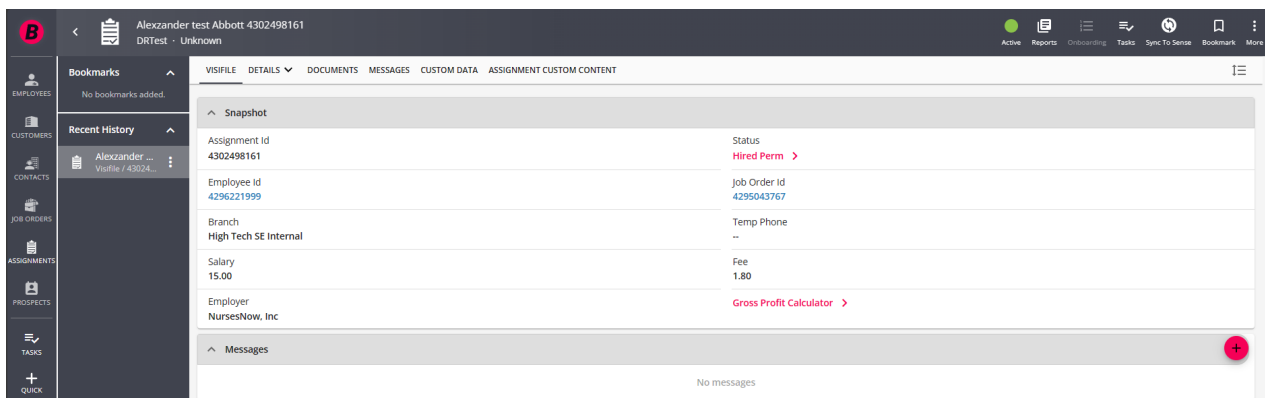 B
Alexzander test Abbott 4302498161
DRTest · Unknown
Active
Reports
Onboarding
Tasks
Sync To Sense
Bookmark
More
EMPLOYEES
CUSTOMERS
CONTACTS
JOB ORDERS
ASSIGNMENTS
PROSPECTS
TASKS
QUICK
Bookmarks
No bookmarks added.
Recent History
Alexzander ...
Visifile / 43024...
VISIFILE DETAILS DOCUMENTS MESSAGES CUSTOM DATA ASSIGNMENT CUSTOM CONTENT
Snapshot
Assignment Id
4302498161
Status
Hired Perm
Employee Id
4296221999
Job Order Id
4295043767
Branch
High Tech SE Internal
Temp Phone
--
Salary
15.00
Fee
1.80
Employer
NursesNow, Inc
Gross Profit Calculator
Messages
No messages